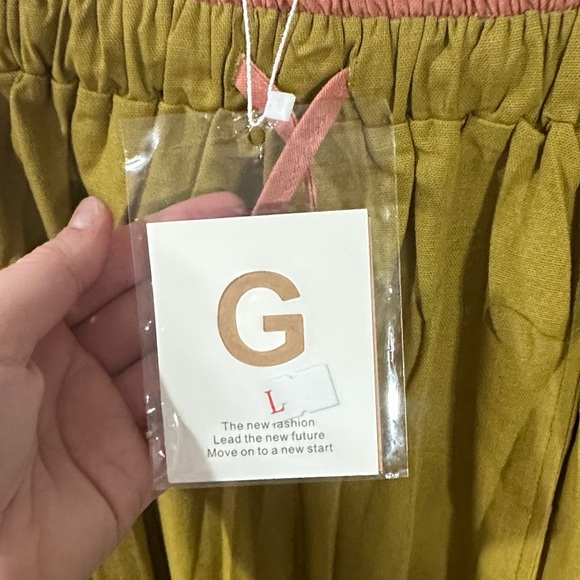 G
L
The new fashion
Lead the new future
Move on to a new start